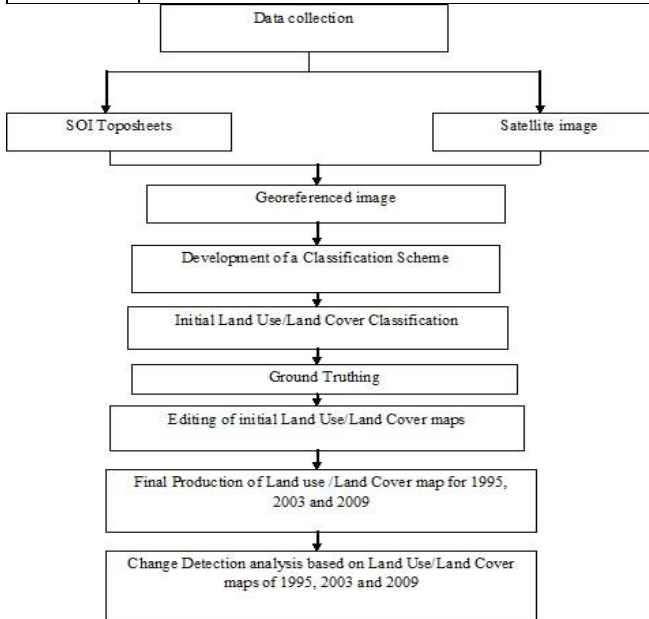 Data collection
SOI Toposheets
Satellite image
Georeferenced image
Development of a Classification Scheme
Initial Land Use/Land Cover Classification
Ground Truthing
Editing of initial Land Use/Land Cover maps
Final Production of Land use /Land Cover map for 1995,
2003 and 2009
Change Detection analysis based on Land Use/Land Cover
maps of 1995, 2003 and 2009